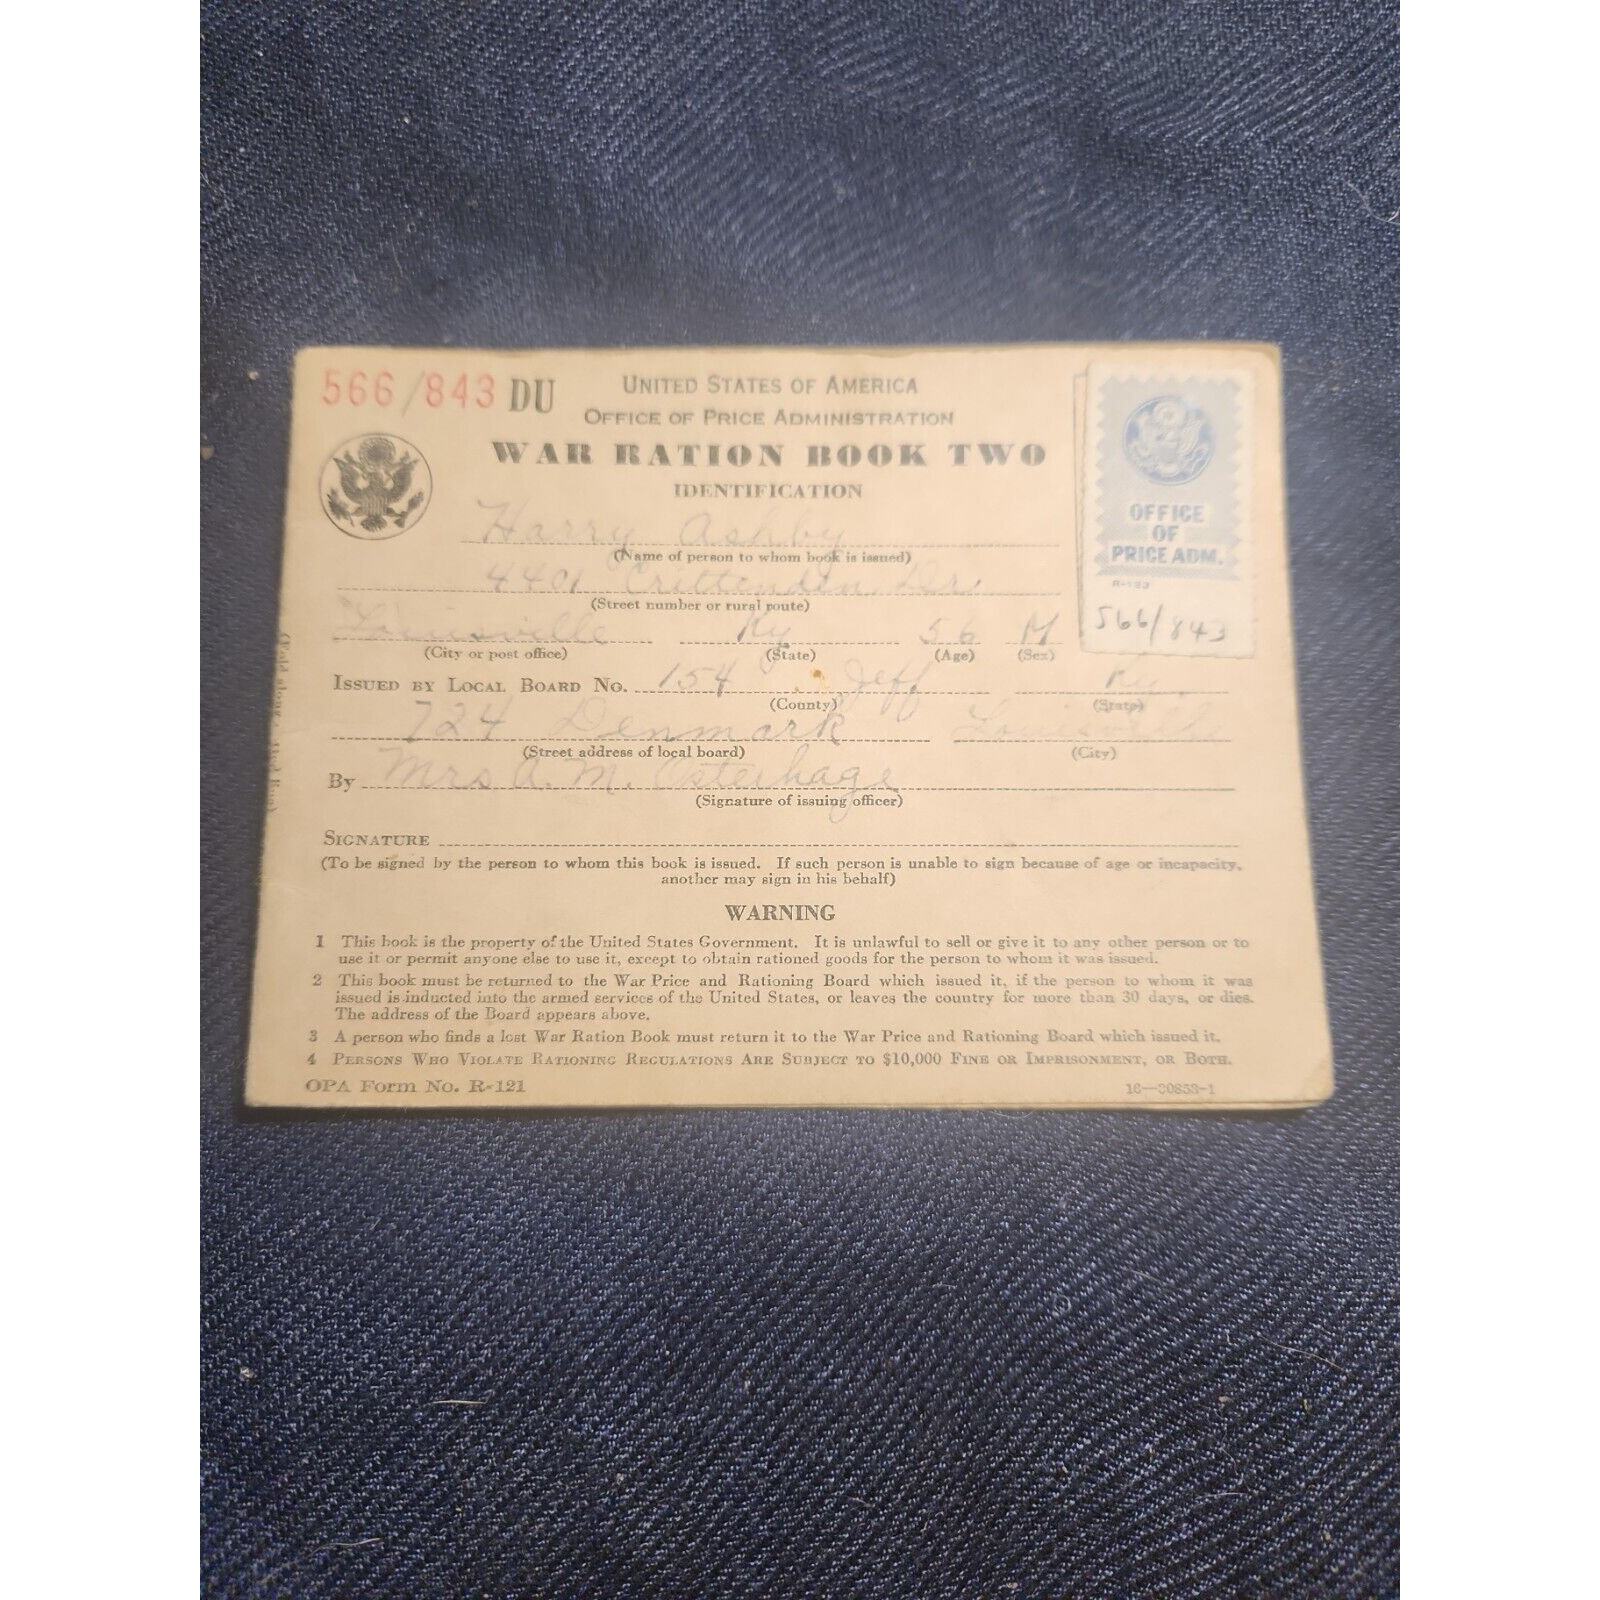 566/843 DU
UNITED STATES OF AMERICA
OFFICE OF PRICE ADMINISTRATION
WAR RATION BOOK TWO
IDENTIFICATION
OFFICE
OF
PRICE ADM.
R-123
566/843
Harry Ashby
(Name of person to whom book is issued)
4401 Crittenden Dr.
(Street number or rural route)
Louisville Ky 56 M
(City or post office) (State) (Age) (Sex)
ISSUED BY LOCAL BOARD NO. 154 Jeff Ky.
(County) (State)
724 Denmark Louisville
(Street address of local board) (City)
By Mrs A. M. Osterhage
(Signature of issuing officer)
SIGNATURE
(To be signed by the person to whom this book is issued. If such person is unable to sign because of age or incapacity,
another may sign in his behalf)
WARNING
1 This book is the property of the United States Government. It is unlawful to sell or give it to any other person or to
use it or permit anyone else to use it, except to obtain rationed goods for the person to whom it was issued.
2 This book must be returned to the War Price and Rationing Board which issued it, if the person to whom it was
issued is inducted into the armed services of the United States, or leaves the country for more than 30 days, or dies.
The address of the Board appears above.
3 A person who finds a lost War Ration Book must return it to the War Price and Rationing Board which issued it.
4 PERSONS WHO VIOLATE RATIONING REGULATIONS ARE SUBJECT TO $10,000 FINE OR IMPRISONMENT, OR BOTH.
OPA Form No. R-121
16—30853-1